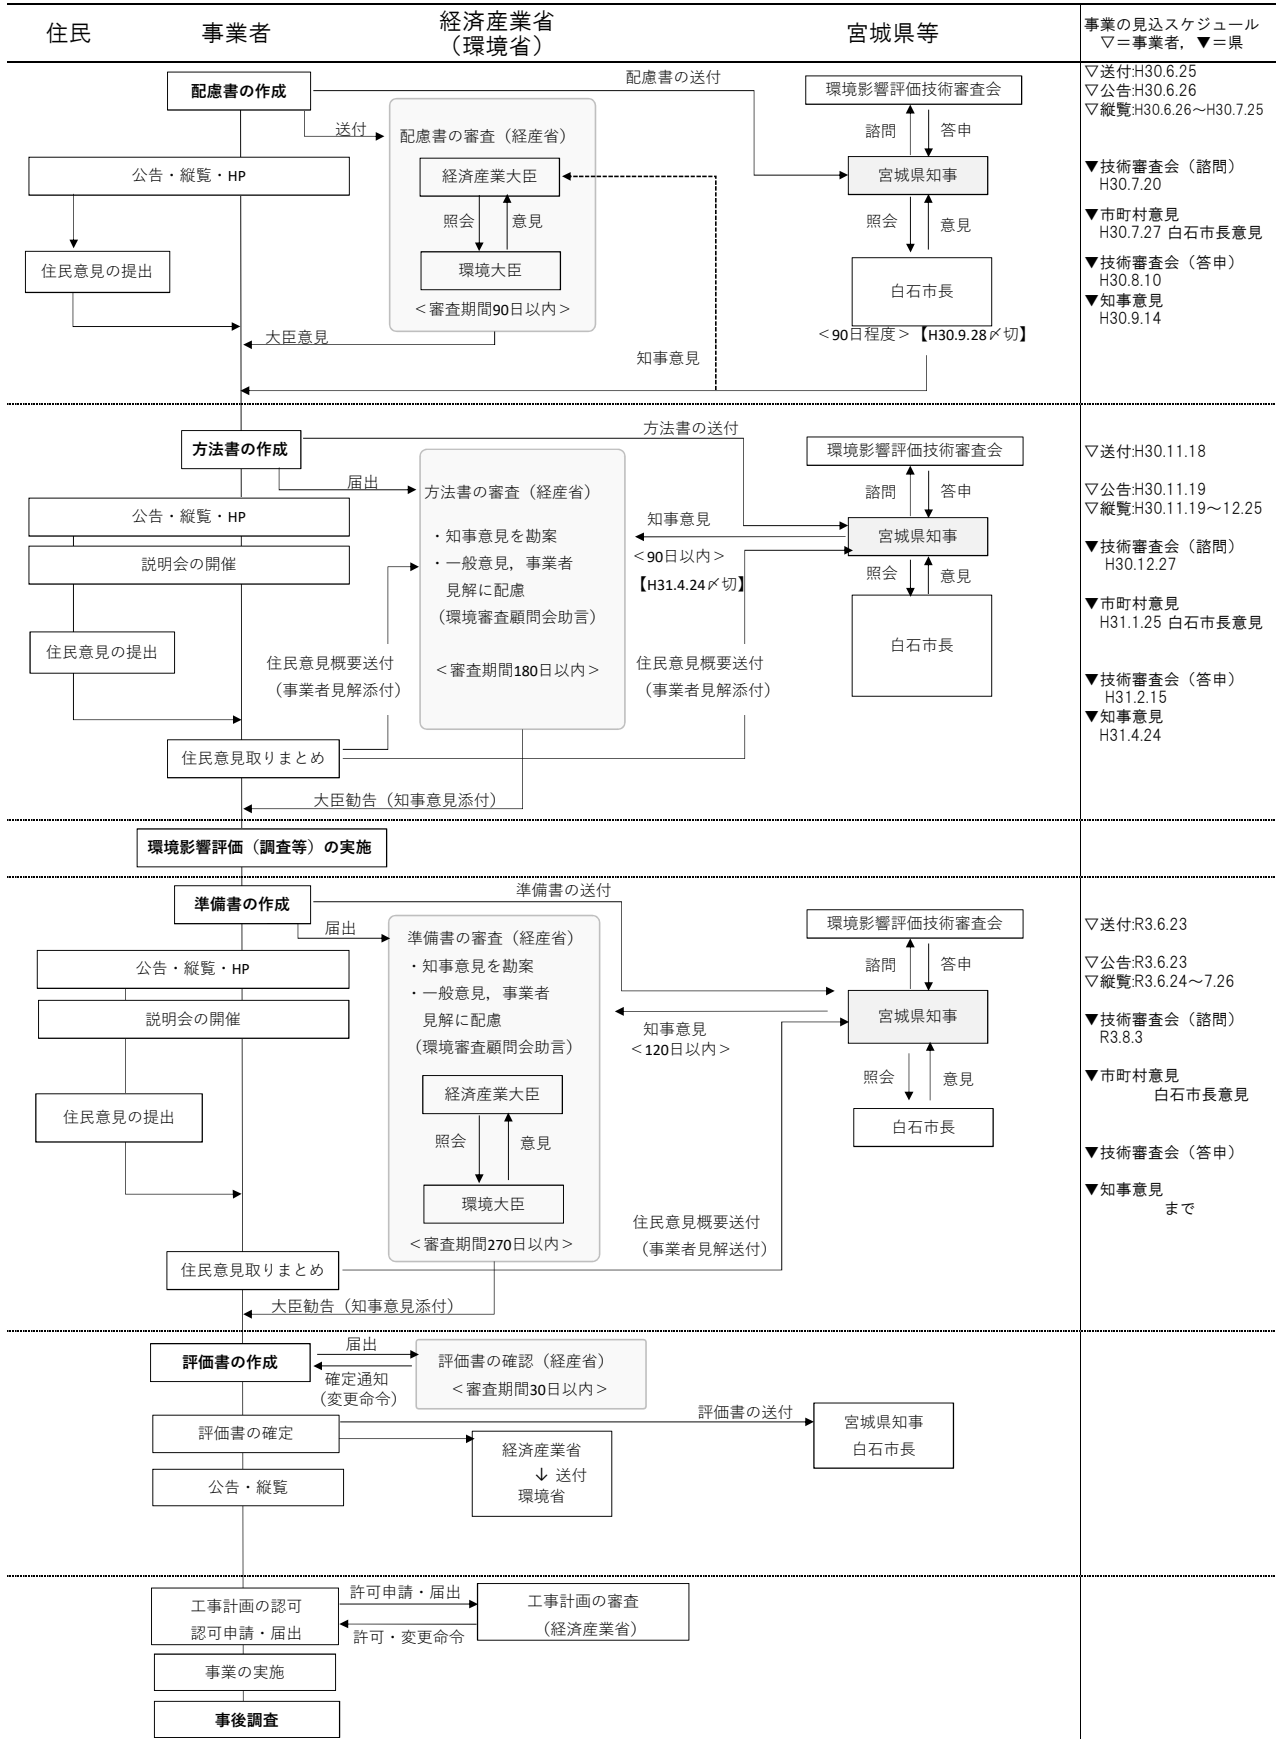 住民
事業者
経済産業省
（環境省）
宮城県等
事業の見込スケジュール
▽＝事業者，▼＝県
配慮書の作成
配慮書の送付
送付
配慮書の審査（経産省）
経済産業大臣
照会
意見
環境大臣
＜審査期間90日以内＞
公告・縦覧・HP
住民意見の提出
大臣意見
知事意見
環境影響評価技術審査会
諮問
答申
宮城県知事
照会
意見
白石市長
＜90日程度＞【H30.9.28〆切】
▽送付:H30.6.25
▽公告:H30.6.26
▽縦覧:H30.6.26～H30.7.25
▼技術審査会（諮問）
H30.7.20
▼市町村意見
H30.7.27 白石市長意見
▼技術審査会（答申）
H30.8.10
▼知事意見
H30.9.14
方法書の作成
方法書の送付
届出
方法書の審査（経産省）
・知事意見を勘案
・一般意見，事業者
見解に配慮
（環境審査顧問会助言）
＜審査期間180日以内＞
公告・縦覧・HP
説明会の開催
住民意見の提出
住民意見概要送付
（事業者見解添付）
住民意見取りまとめ
大臣勧告（知事意見添付）
知事意見
＜90日以内＞
【H31.4.24〆切】
住民意見概要送付
（事業者見解添付）
環境影響評価技術審査会
諮問
答申
宮城県知事
照会
意見
白石市長
▽送付:H30.11.18
▽公告:H30.11.19
▽縦覧:H30.11.19～12.25
▼技術審査会（諮問）
H30.12.27
▼市町村意見
H31.1.25 白石市長意見
▼技術審査会（答申）
H31.2.15
▼知事意見
H31.4.24
環境影響評価（調査等）の実施
準備書の作成
準備書の送付
届出
準備書の審査（経産省）
・知事意見を勘案
・一般意見，事業者
見解に配慮
（環境審査顧問会助言）
経済産業大臣
照会
意見
環境大臣
＜審査期間270日以内＞
公告・縦覧・HP
説明会の開催
住民意見の提出
住民意見取りまとめ
大臣勧告（知事意見添付）
知事意見
＜120日以内＞
住民意見概要送付
（事業者見解送付）
環境影響評価技術審査会
諮問
答申
宮城県知事
照会
意見
白石市長
▽送付:R3.6.23
▽公告:R3.6.23
▽縦覧:R3.6.24～7.26
▼技術審査会（諮問）
R3.8.3
▼市町村意見
白石市長意見
▼技術審査会（答申）
▼知事意見
まで
評価書の作成
届出
確定通知
（変更命令）
評価書の確認（経産省）
＜審査期間30日以内＞
評価書の確定
評価書の送付
宮城県知事
白石市長
経済産業省
↓ 送付
環境省
公告・縦覧
工事計画の認可
認可申請・届出
許可申請・届出
許可・変更命令
工事計画の審査
（経済産業省）
事業の実施
事後調査